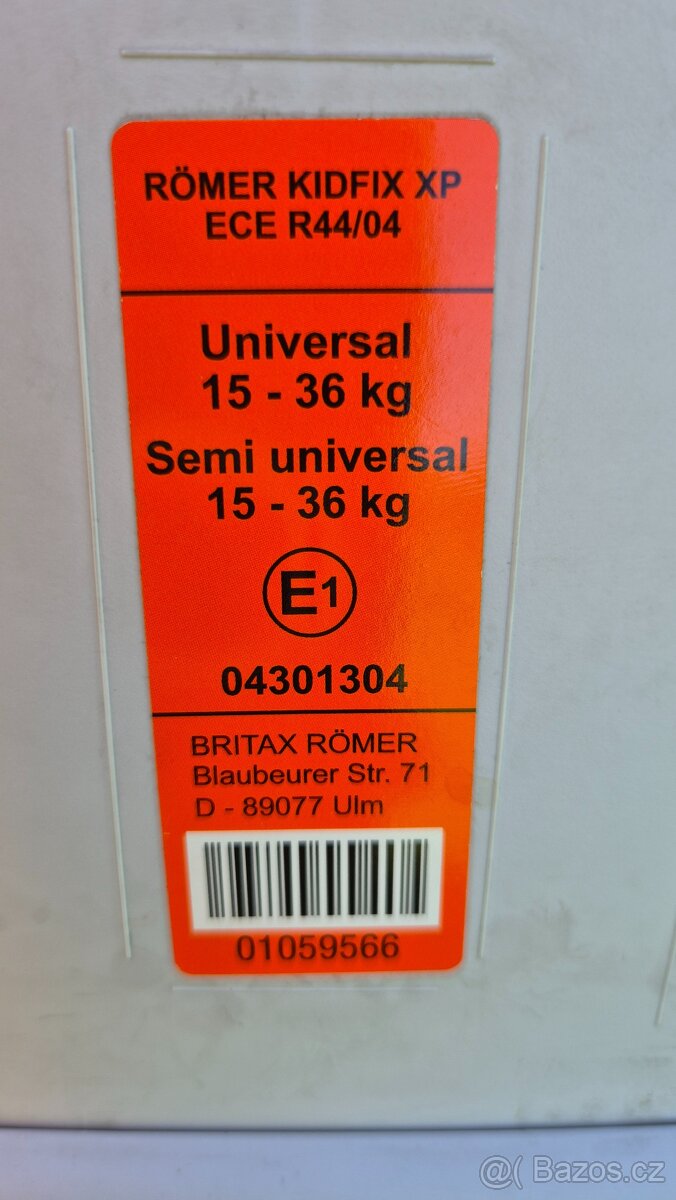 RÖMER KIDFIX XP
ECE R44/04
Universal
15 - 36 kg
Semi universal
15 - 36 kg
E1
04301304
BRITAX RÖMER
Blaubeurer Str. 71
D - 89077 Ulm
01059566
@( Bazos.cz